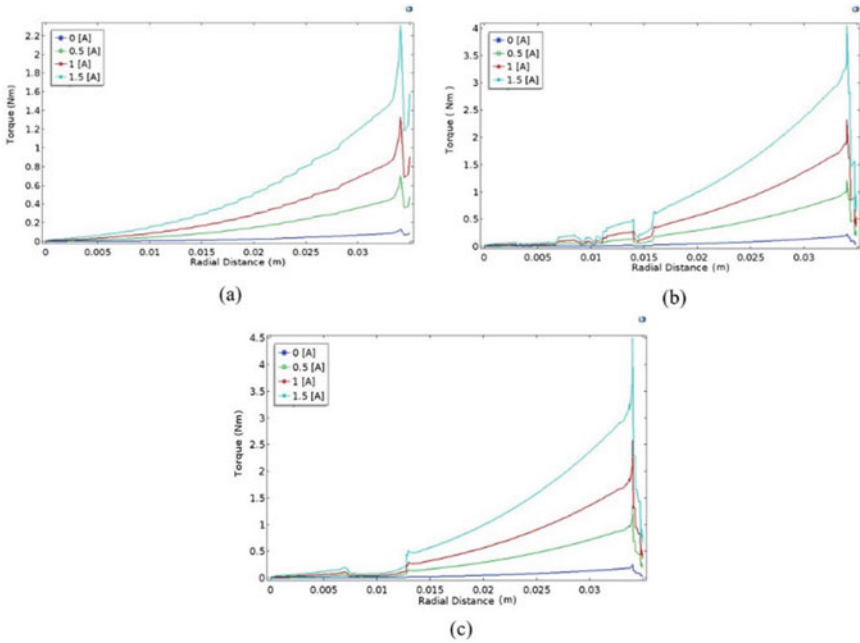 Torque (Nm)
2.2
2
1.8
1.6
1.4
1.2
1
0.8
0.6
0.4
0.2
0
0 [A]
0.5 [A]
1 [A]
1.5 [A]
0 0.005 0.01 0.015 0.02 0.025 0.03
Radial Distance (m)
(a)
Torque ( Nm )
4
3.5
3
2.5
2
1.5
1
0.5
0
0 [A]
0.5 [A]
1 [A]
1.5 [A]
0 0.005 0.01 0.015 0.02 0.025 0.03
Radial Distance (m)
(b)
Torque (Nm)
4.5
4
3.5
3
2.5
2
1.5
1
0.5
0
0 [A]
0.5 [A]
1 [A]
1.5 [A]
0 0.005 0.01 0.015 0.02 0.025 0.03
Radial Distance (m)
(c)